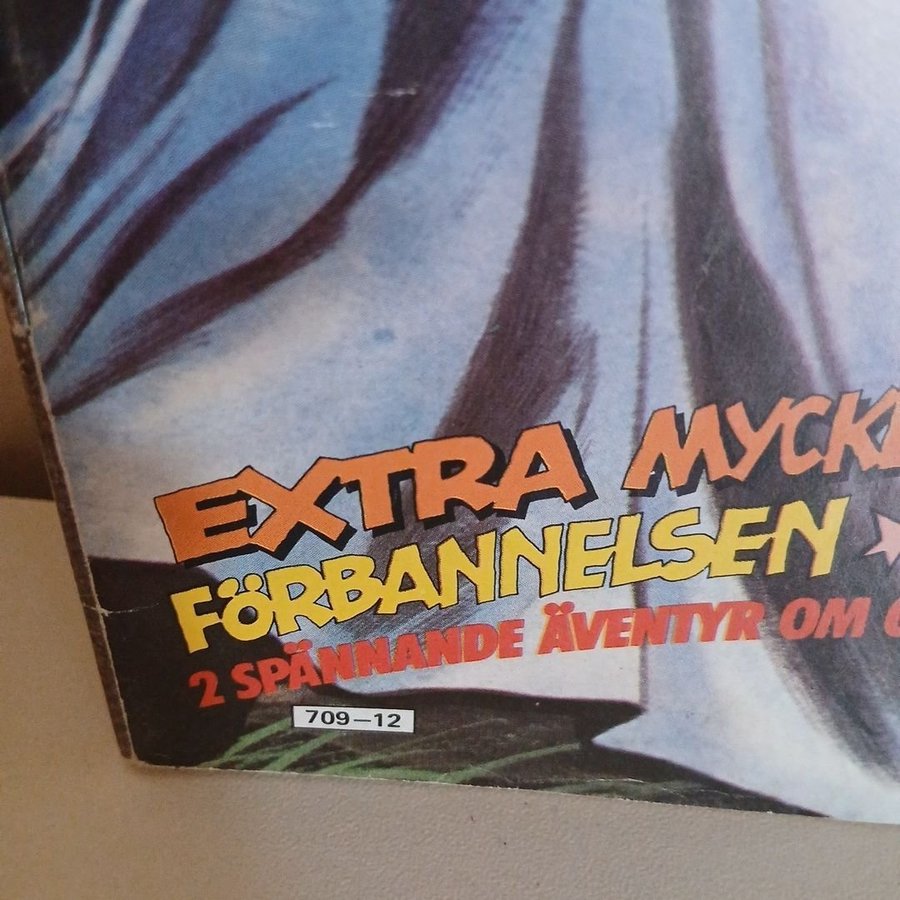 EXTRA
FÖRBANNELSEN
2 SPÄNNANDE ÄVENTYR OM
709-12